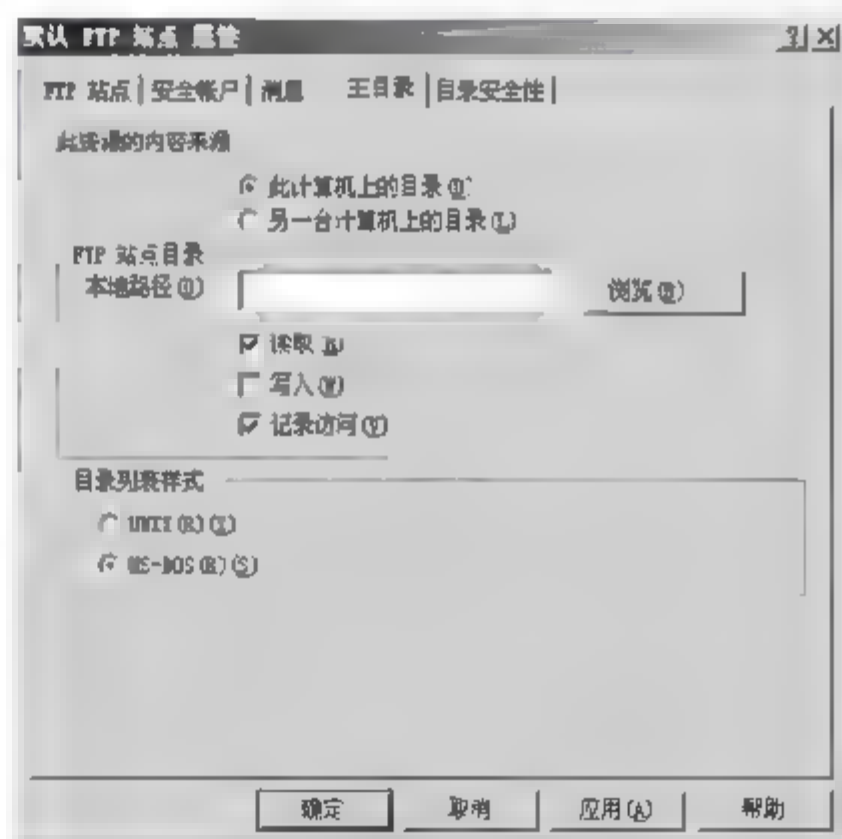 默认 FTP 站点 属性
FTP 站点 安全帐户 消息 主目录 目录安全性
此资源的内容来源
此计算机上的目录(D)
另一台计算机上的目录(L)
FTP 站点目录
本地路径(O) 浏览(B)
读取(R)
写入(W)
记录访问(V)
目录列表样式
UNIX(R)(X)
MS-DOS(R)(S)
确定 取消 应用(A) 帮助